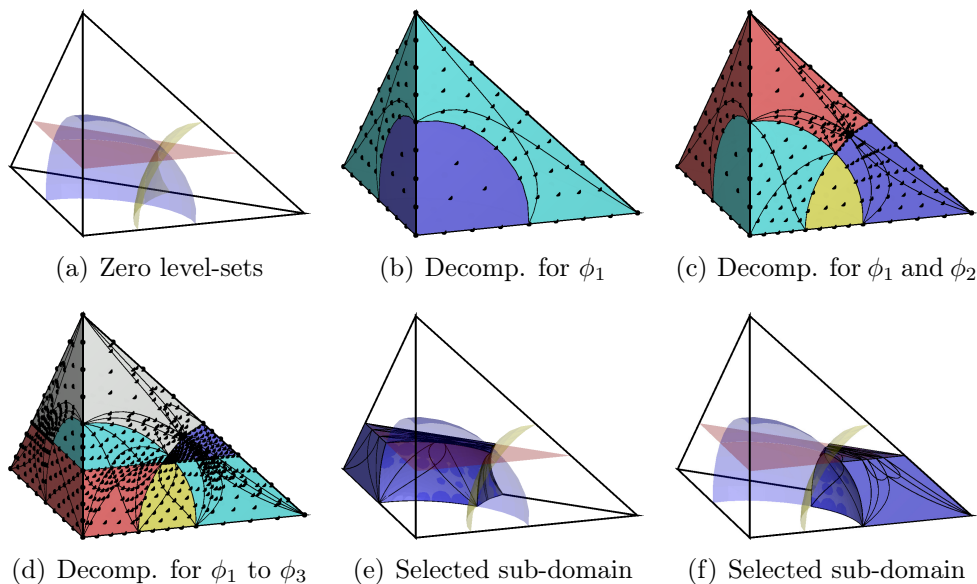 (a) Zero level-sets
(b) Decomp. for ϕ₁
(c) Decomp. for ϕ₁ and ϕ₂
(d) Decomp. for ϕ₁ to ϕ₃
(e) Selected sub-domain
(f) Selected sub-domain